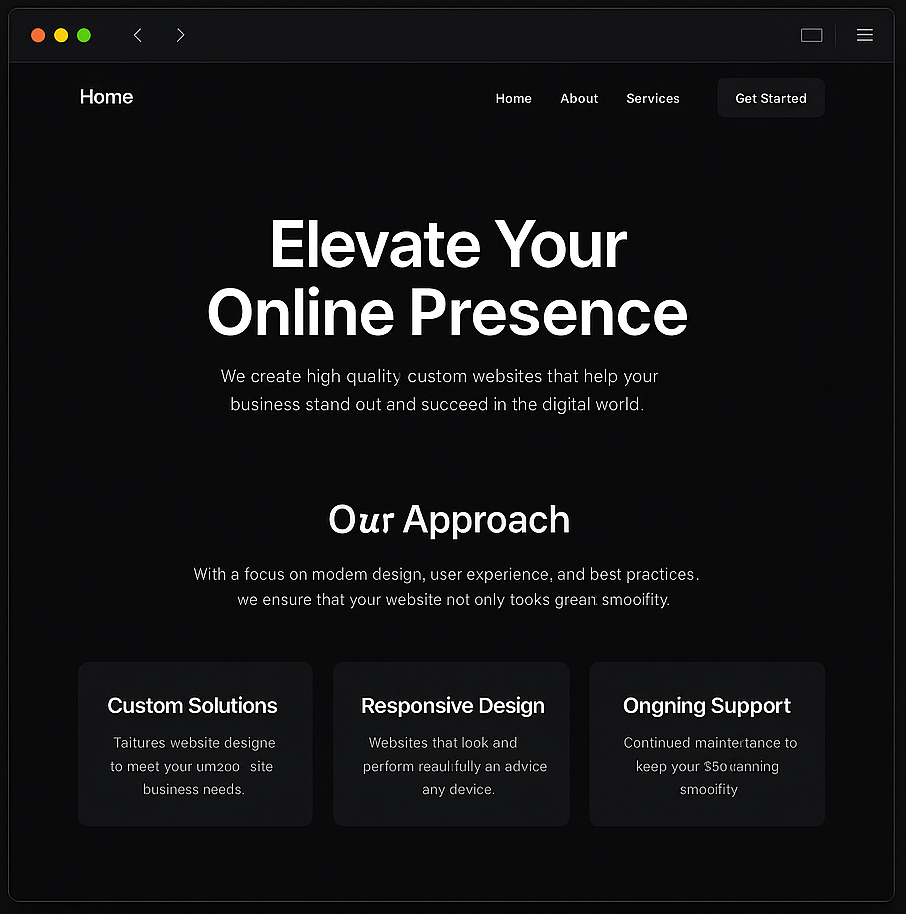 Home
Home About Services Get Started
Elevate Your
Online Presence
We create high quality custom websites that help your
business stand out and succeed in the digital world.
Our Approach
With a focus on modem design, user experience, and best practices.
we ensure that your website not only tooks grean smooifity.
Custom Solutions
Taitures website designe
to meet your um200 site
business needs.
Responsive Design
Websites that look and
perform an advice
any device.
Ongning Support
Continued maintertance to
keep your
smooifity